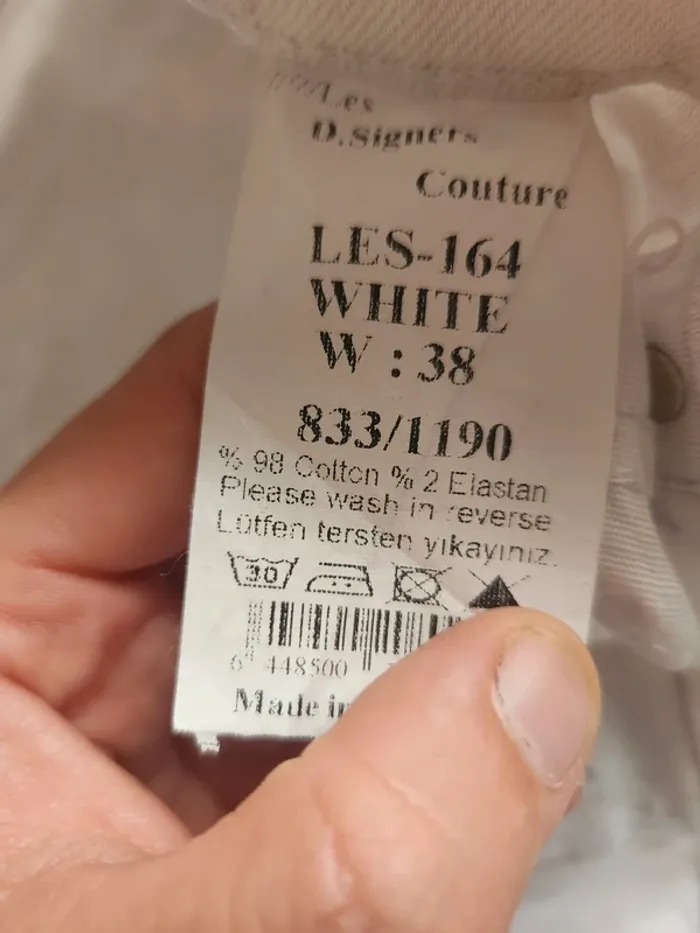 Les
D.signers
Couture
LES-164
WHITE
W : 38
833/1190
% 98 Cotton % 2 Elastan
Please wash in reverse
Lütfen tersten yıkayınız.
30
6 448500
Made in